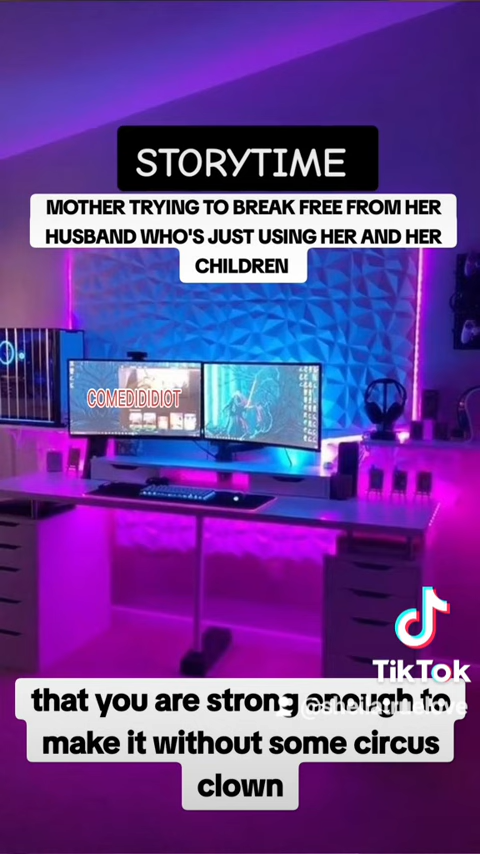 STORYTIME
MOTHER TRYING TO BREAK FREE FROM HER
HUSBAND WHO'S JUST USING HER AND HER
CHILDREN
COMEDIDIDIOT
TikTok
that you are strong enough to
make it without some circus
clown